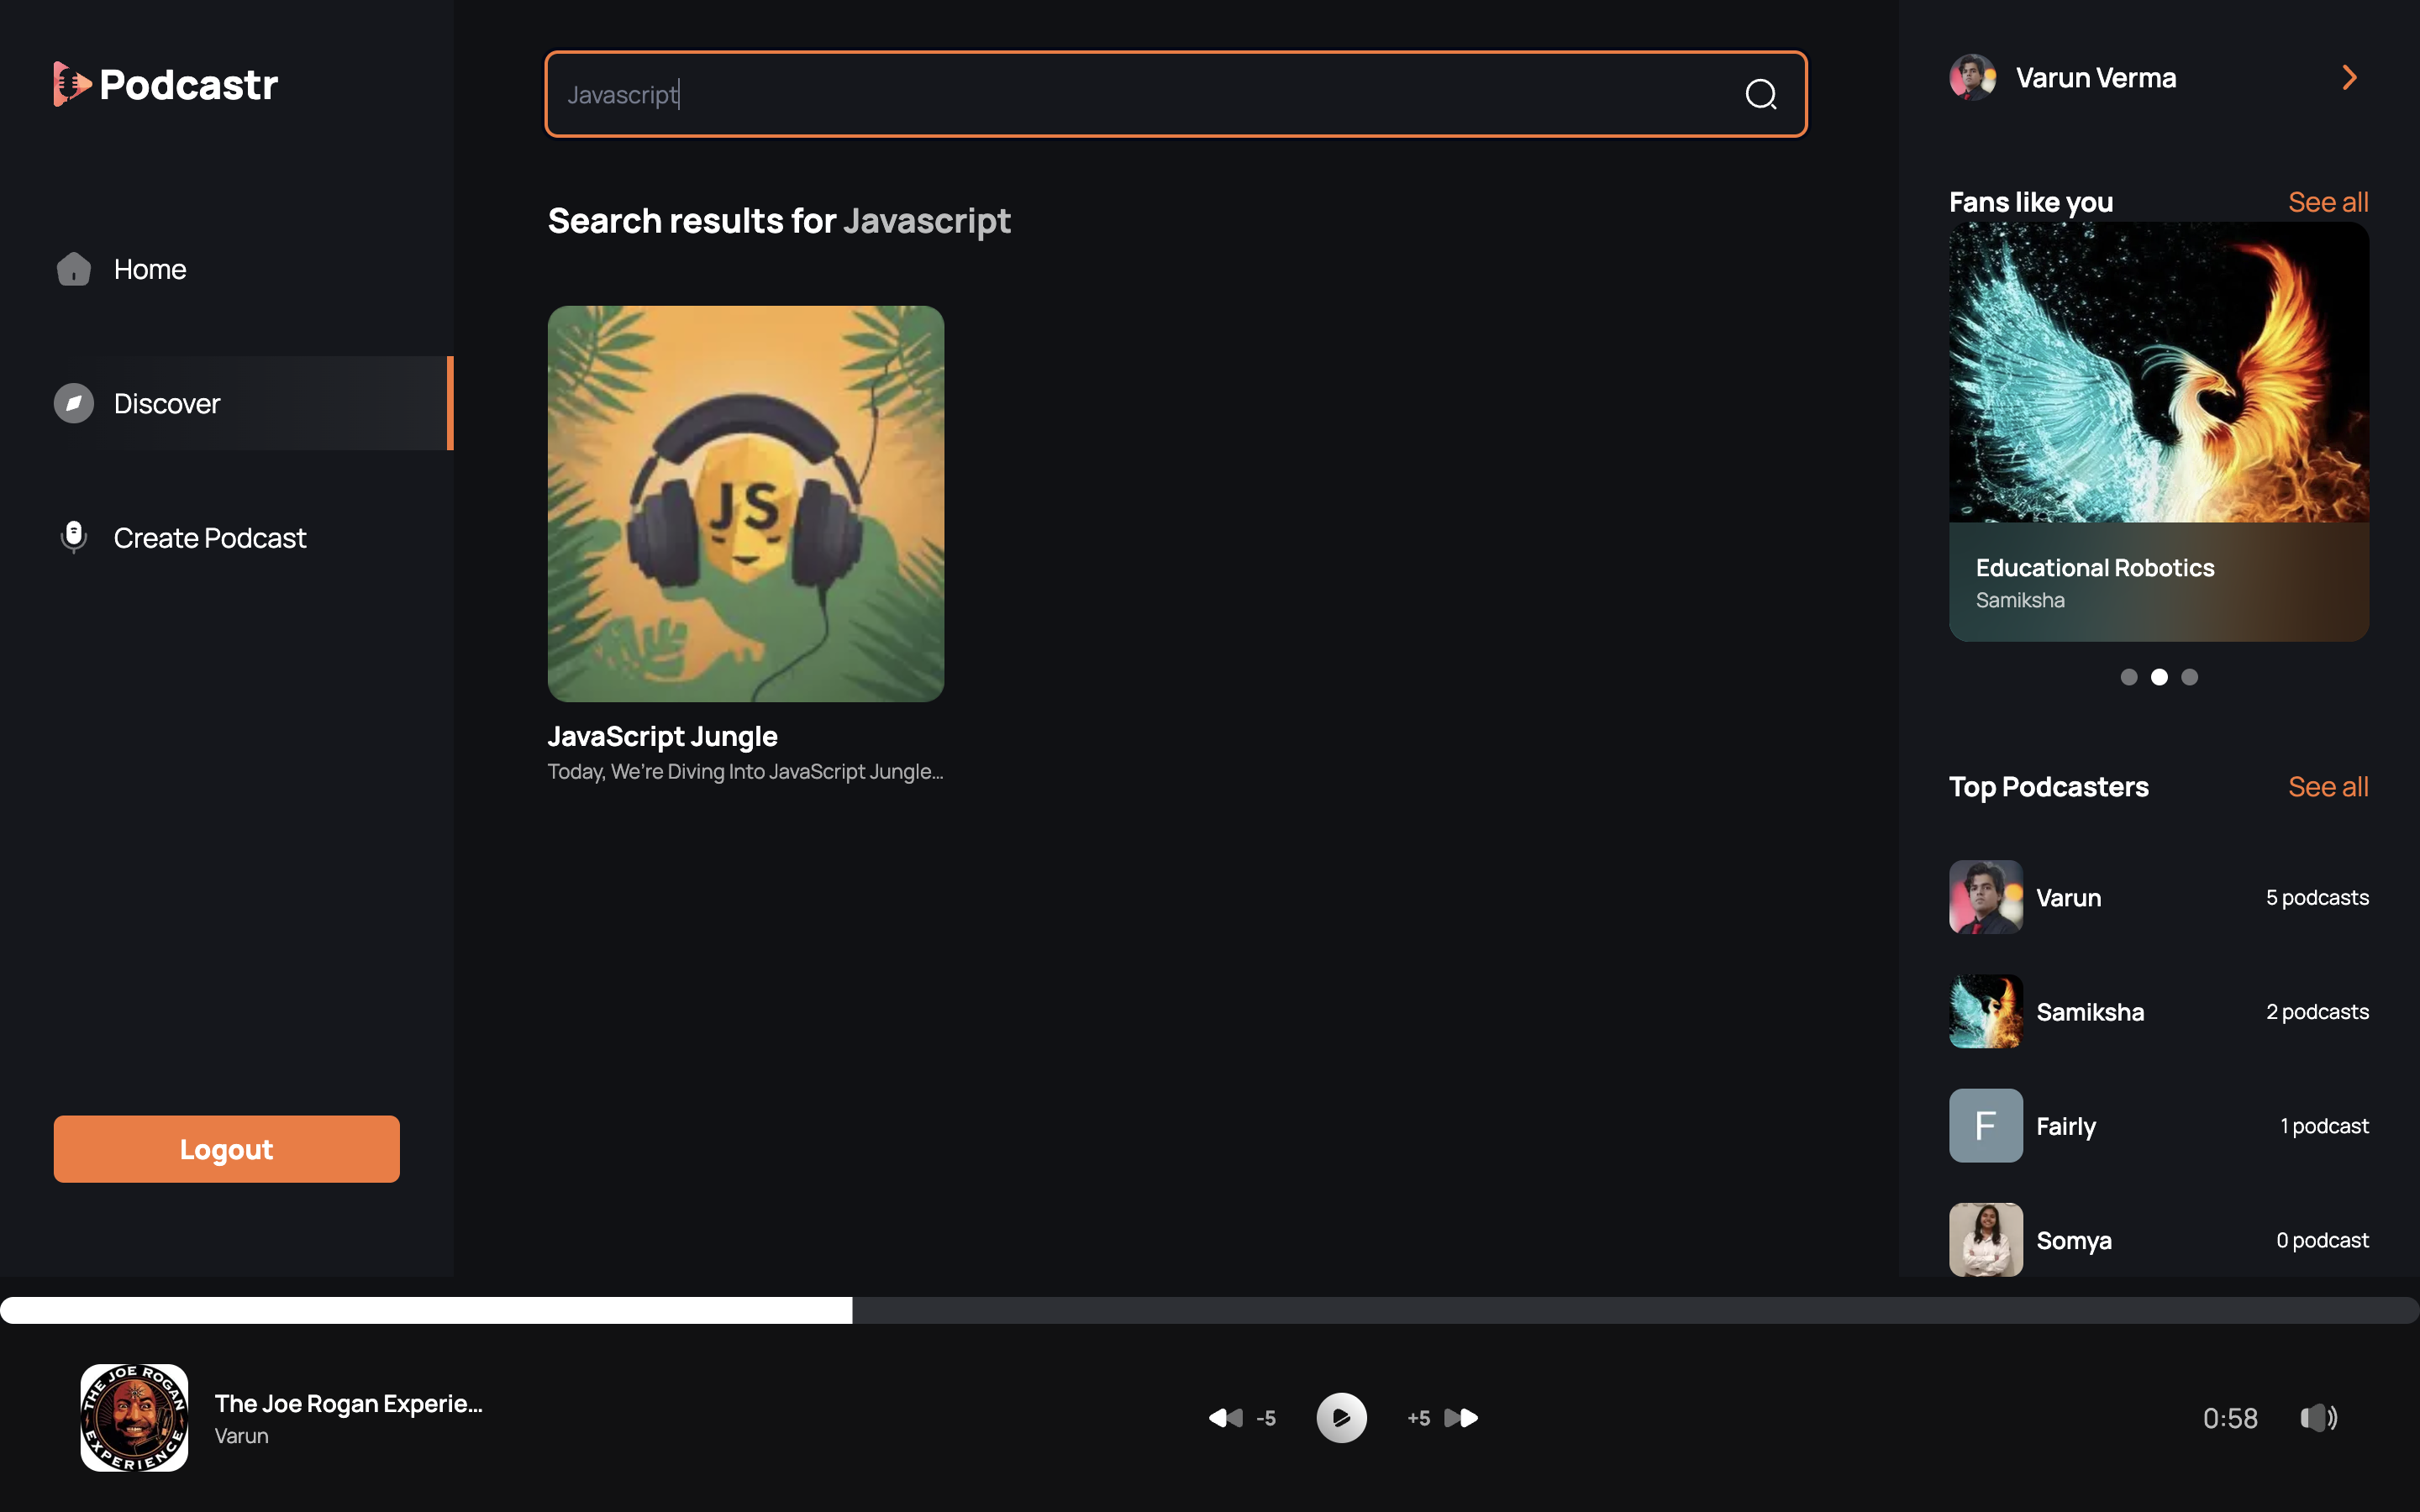 Podcastr
Home
Discover
Create Podcast
Logout
Javascript
Search results for Javascript
JS
JavaScript Jungle
Today, We're Diving Into JavaScript Jungle...
Varun Verma
Fans like you
See all
Educational Robotics
Samiksha
Top Podcasters
See all
Varun
5 podcasts
Samiksha
2 podcasts
F
Fairly
1 podcast
Somya
0 podcast
THE JOE ROGAN
EXPERIENCE
The Joe Rogan Experie...
Varun
-5
+5
0:58